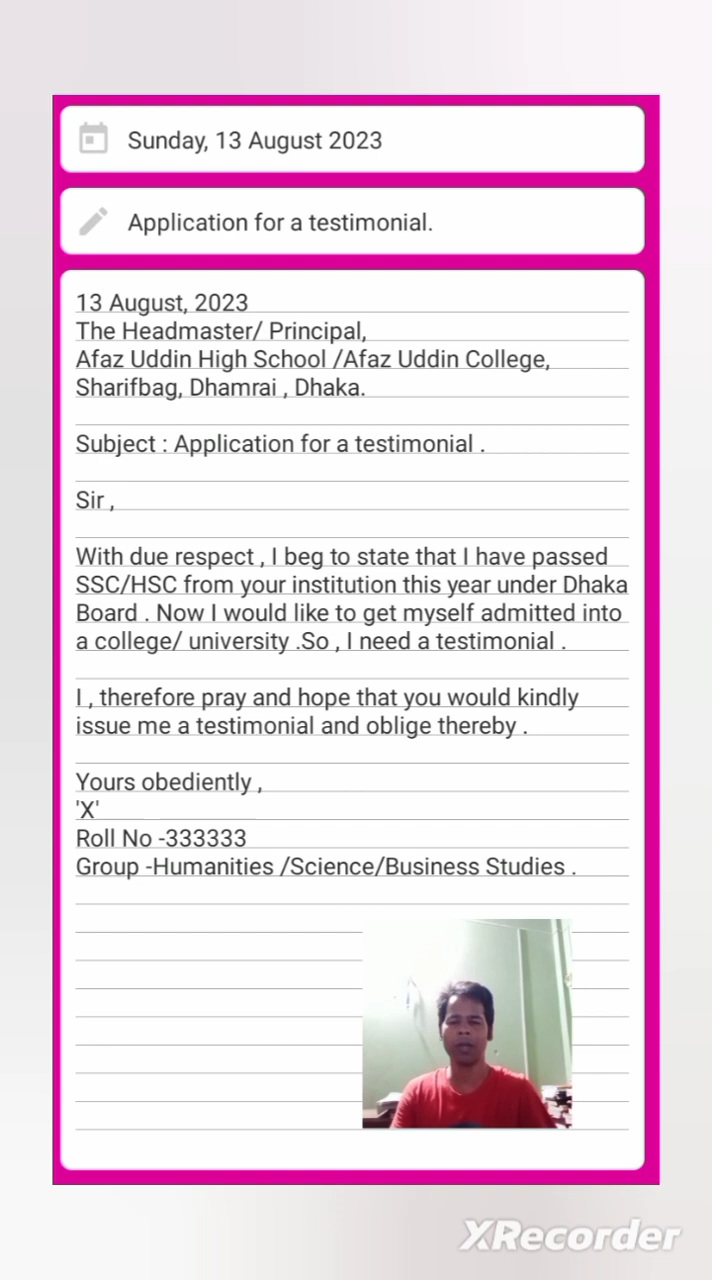 Sunday, 13 August 2023
Application for a testimonial.
13 August, 2023
The Headmaster/ Principal,
Afaz Uddin High School /Afaz Uddin College,
Sharifbag, Dhamrai , Dhaka.
Subject : Application for a testimonial .
Sir ,
With due respect , I beg to state that I have passed
SSC/HSC from your institution this year under Dhaka
Board . Now I would like to get myself admitted into
a college/ university .So , I need a testimonial .
I , therefore pray and hope that you would kindly
issue me a testimonial and oblige thereby .
Yours obediently ,
'X'
Roll No -333333
Group -Humanities /Science/Business Studies .
XRecorder